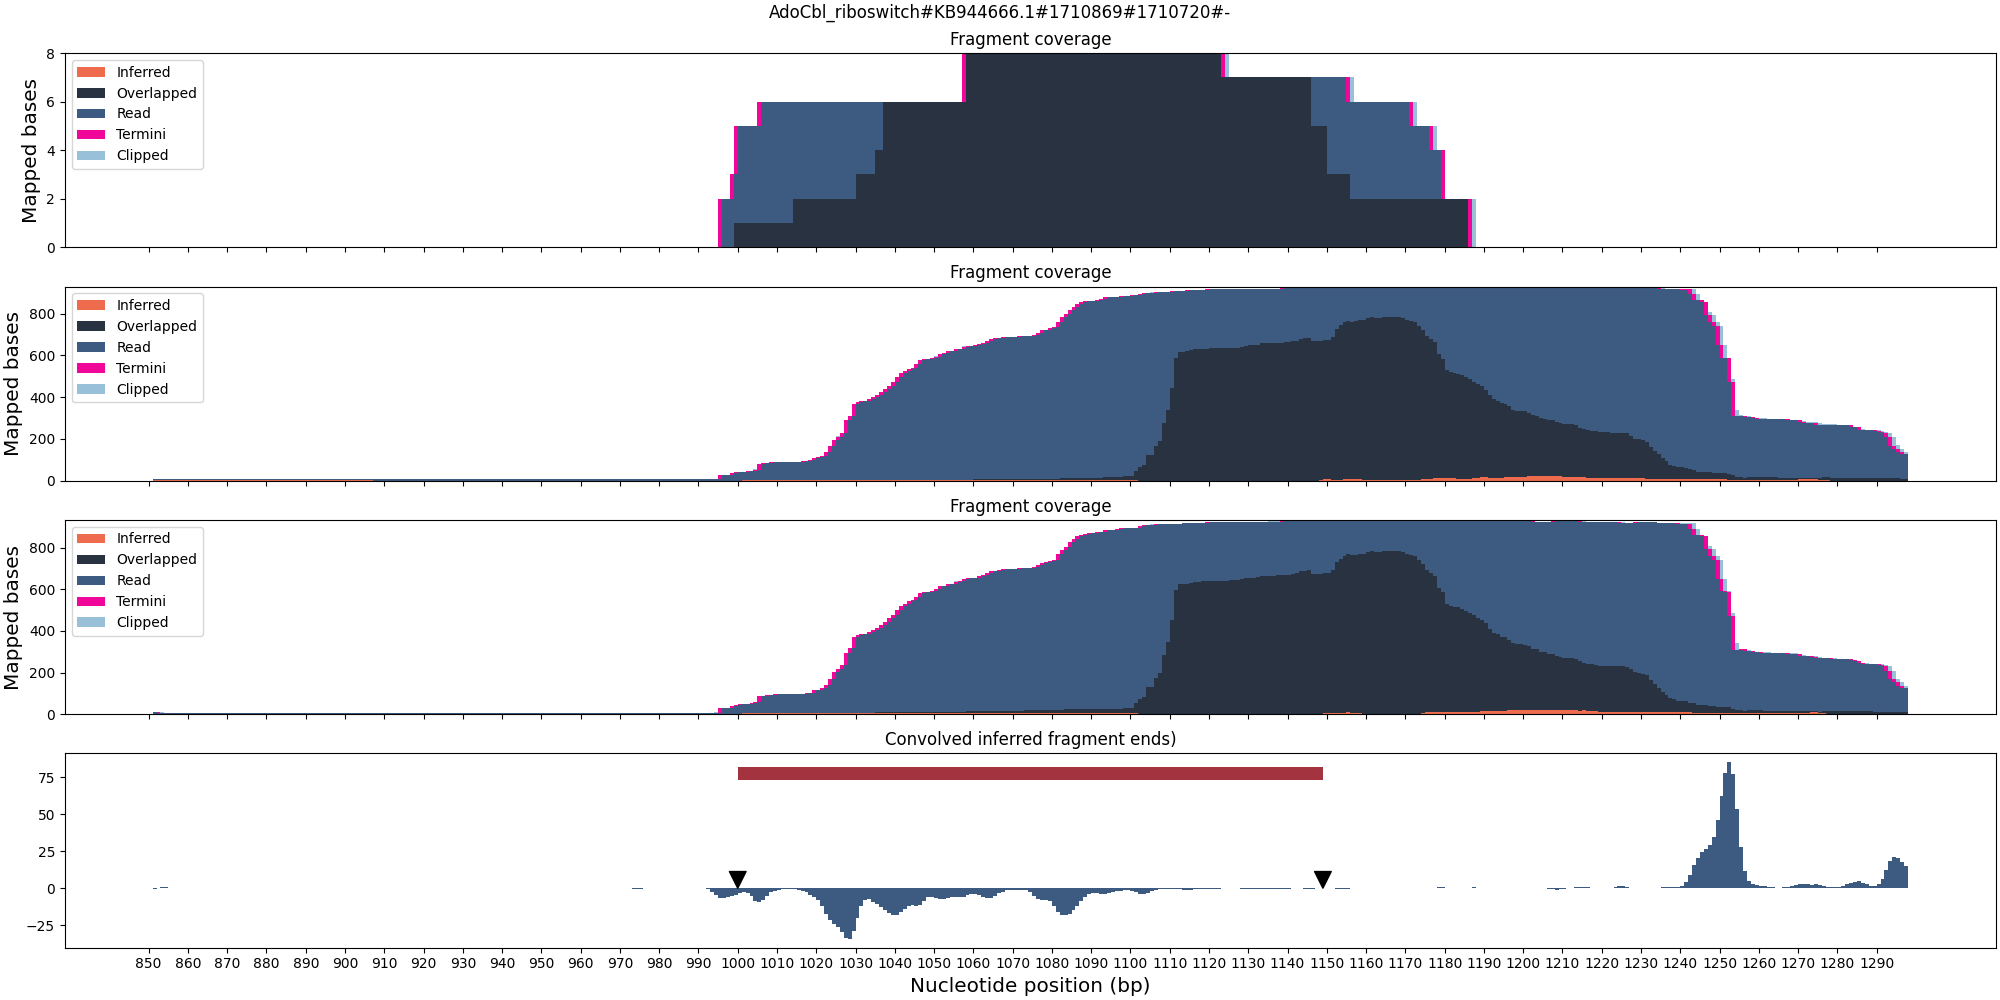 AdoCbl_riboswitch#KB944666.1#1710869#1710720#-
Fragment coverage
Mapped bases
8
6
4
2
0
Inferred
Overlapped
Read
Termini
Clipped
Fragment coverage
Mapped bases
800
600
400
200
0
Inferred
Overlapped
Read
Termini
Clipped
Fragment coverage
Mapped bases
800
600
400
200
0
Inferred
Overlapped
Read
Termini
Clipped
Convolved inferred fragment ends)
75
50
25
0
−25
850 860 870 880 890 900 910 920 930 940 950 960 970 980 990 1000 1010 1020 1030 1040 1050 1060 1070 1080 1090 1100 1110 1120 1130 1140 1150 1160 1170 1180 1190 1200 1210 1220 1230 1240 1250 1260 1270 1280 1290
Nucleotide position (bp)